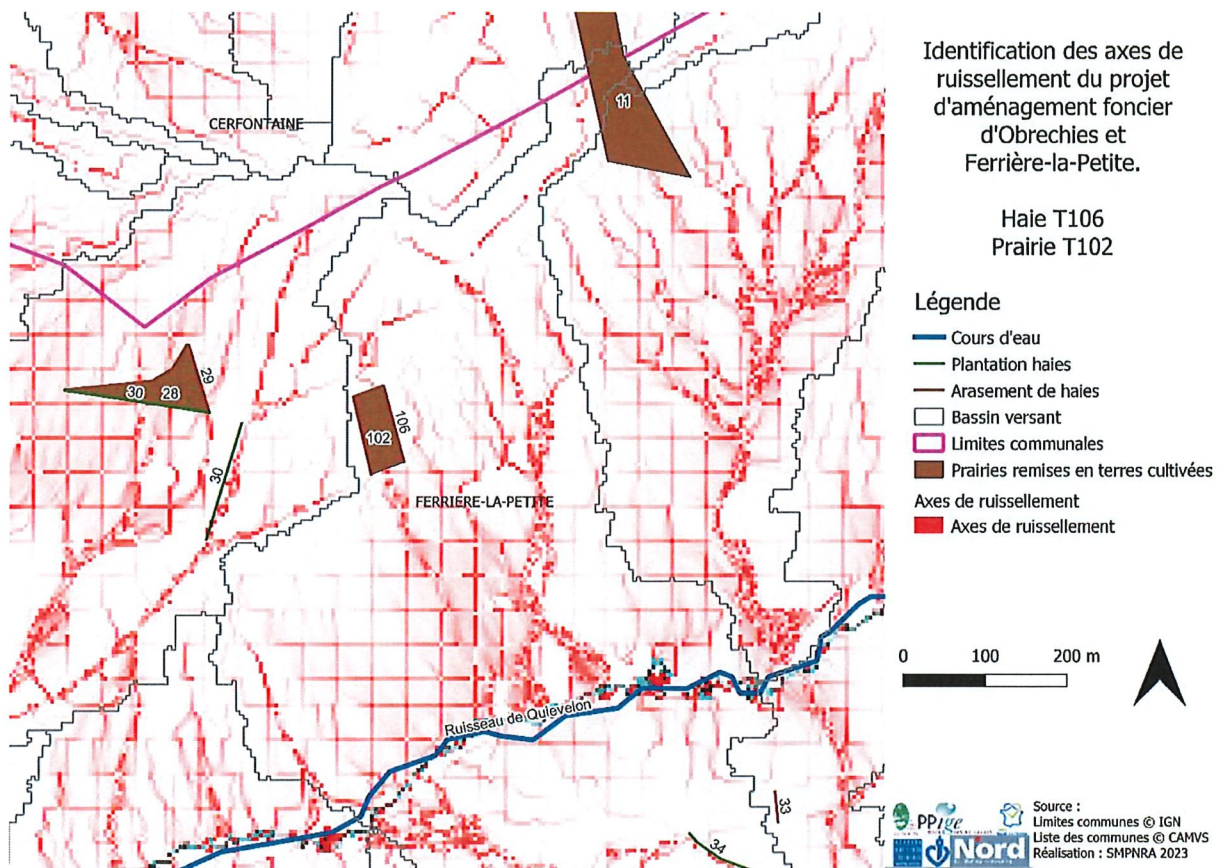 Identification des axes de
ruissellement du projet
d'aménagement foncier
d'Obrechies et
Ferrière-la-Petite.
Haie T106
Prairie T102
Légende
Cours d'eau
Plantation haies
Arasement de haies
Bassin versant
Limites communales
Prairies remises en terres cultivées
Axes de ruissellement
Axes de ruissellement
0 100 200 m
CERFONTAINE
11
29
30 28
30
106
102
FERRIERE-LA-PETITE
Ruisseau de Quievelon
33
34
PPIge
Nord
Source :
Limites communes © IGN
Liste des communes © CAMVS
Réalisation : SMPNRA 2023